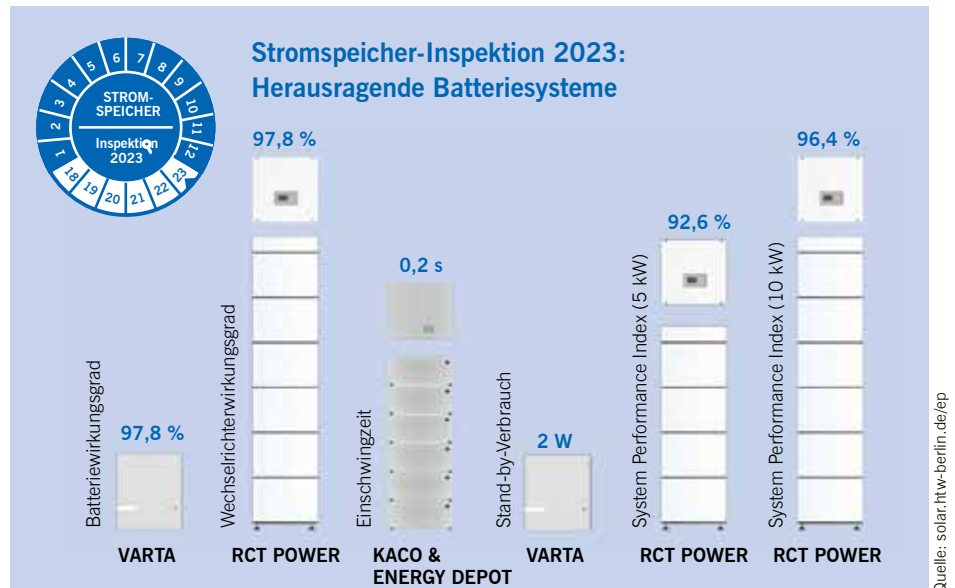 Stromspeicher-Inspektion 2023:
Herausragende Batteriesysteme
STROM-
SPEICHER
Inspektion
2023
1
2
3
4
5
6
7
8
9
10
11
12
18
19
20
21
22
23
Batteriewirkungsgrad
97,8 %
VARTA
Wechselrichterwirkungsgrad
97,8 %
RCT POWER
Einschwingzeit
0,2 s
KACO &
ENERGY DEPOT
Stand-by-Verbrauch
2 W
VARTA
System Performance Index (5 kW)
92,6 %
RCT POWER
System Performance Index (10 kW)
96,4 %
RCT POWER
Quelle: solar.htw-berlin.de/ep